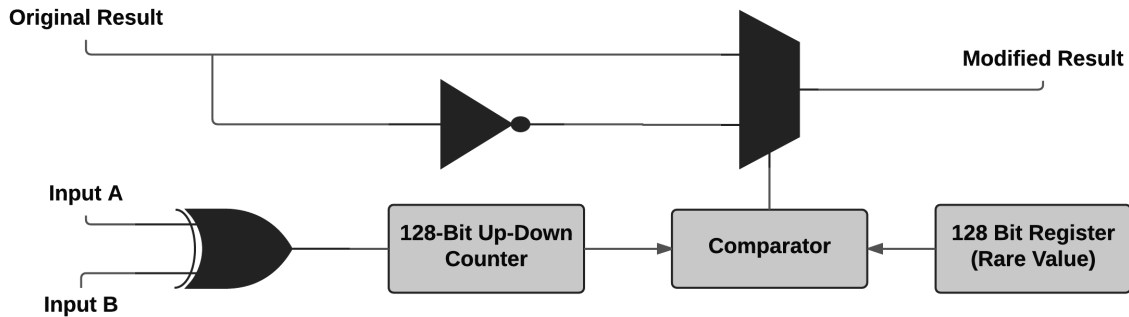 Original Result
Modified Result
Input A
128-Bit Up-Down
Counter
Comparator
128 Bit Register
(Rare Value)
Input B